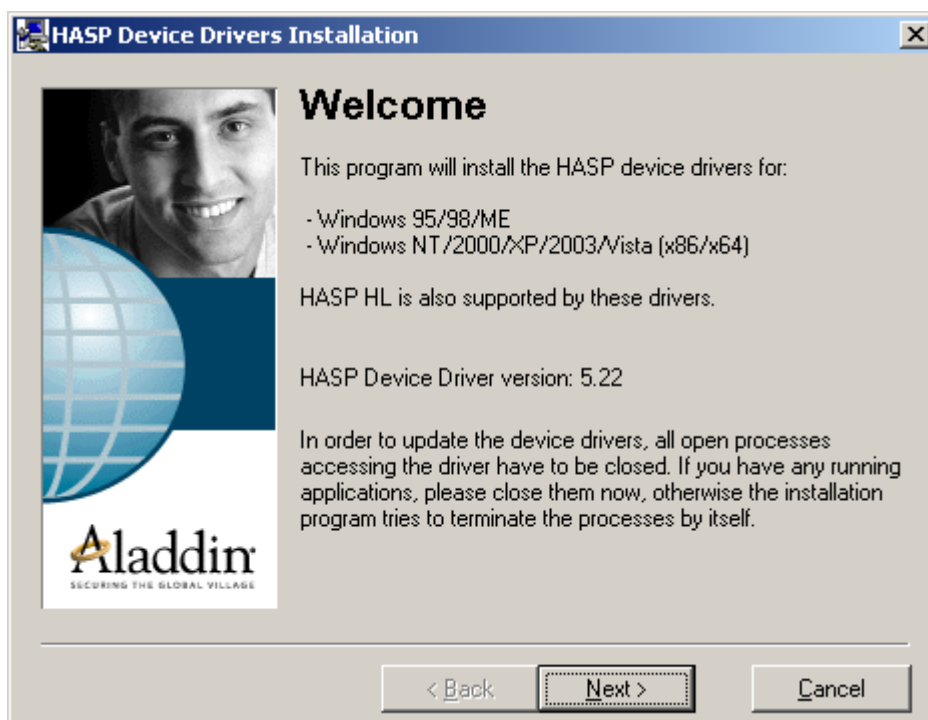 HASP Device Drivers Installation
Welcome
This program will install the HASP device drivers for:
- Windows 95/98/ME
- Windows NT/2000/XP/2003/Vista (x86/x64)
HASP HL is also supported by these drivers.
HASP Device Driver version: 5.22
In order to update the device drivers, all open processes
accessing the driver have to be closed. If you have any running
applications, please close them now, otherwise the installation
program tries to terminate the processes by itself.
Aladdin
SECURING THE GLOBAL VILLAGE
< Back
Next >
Cancel